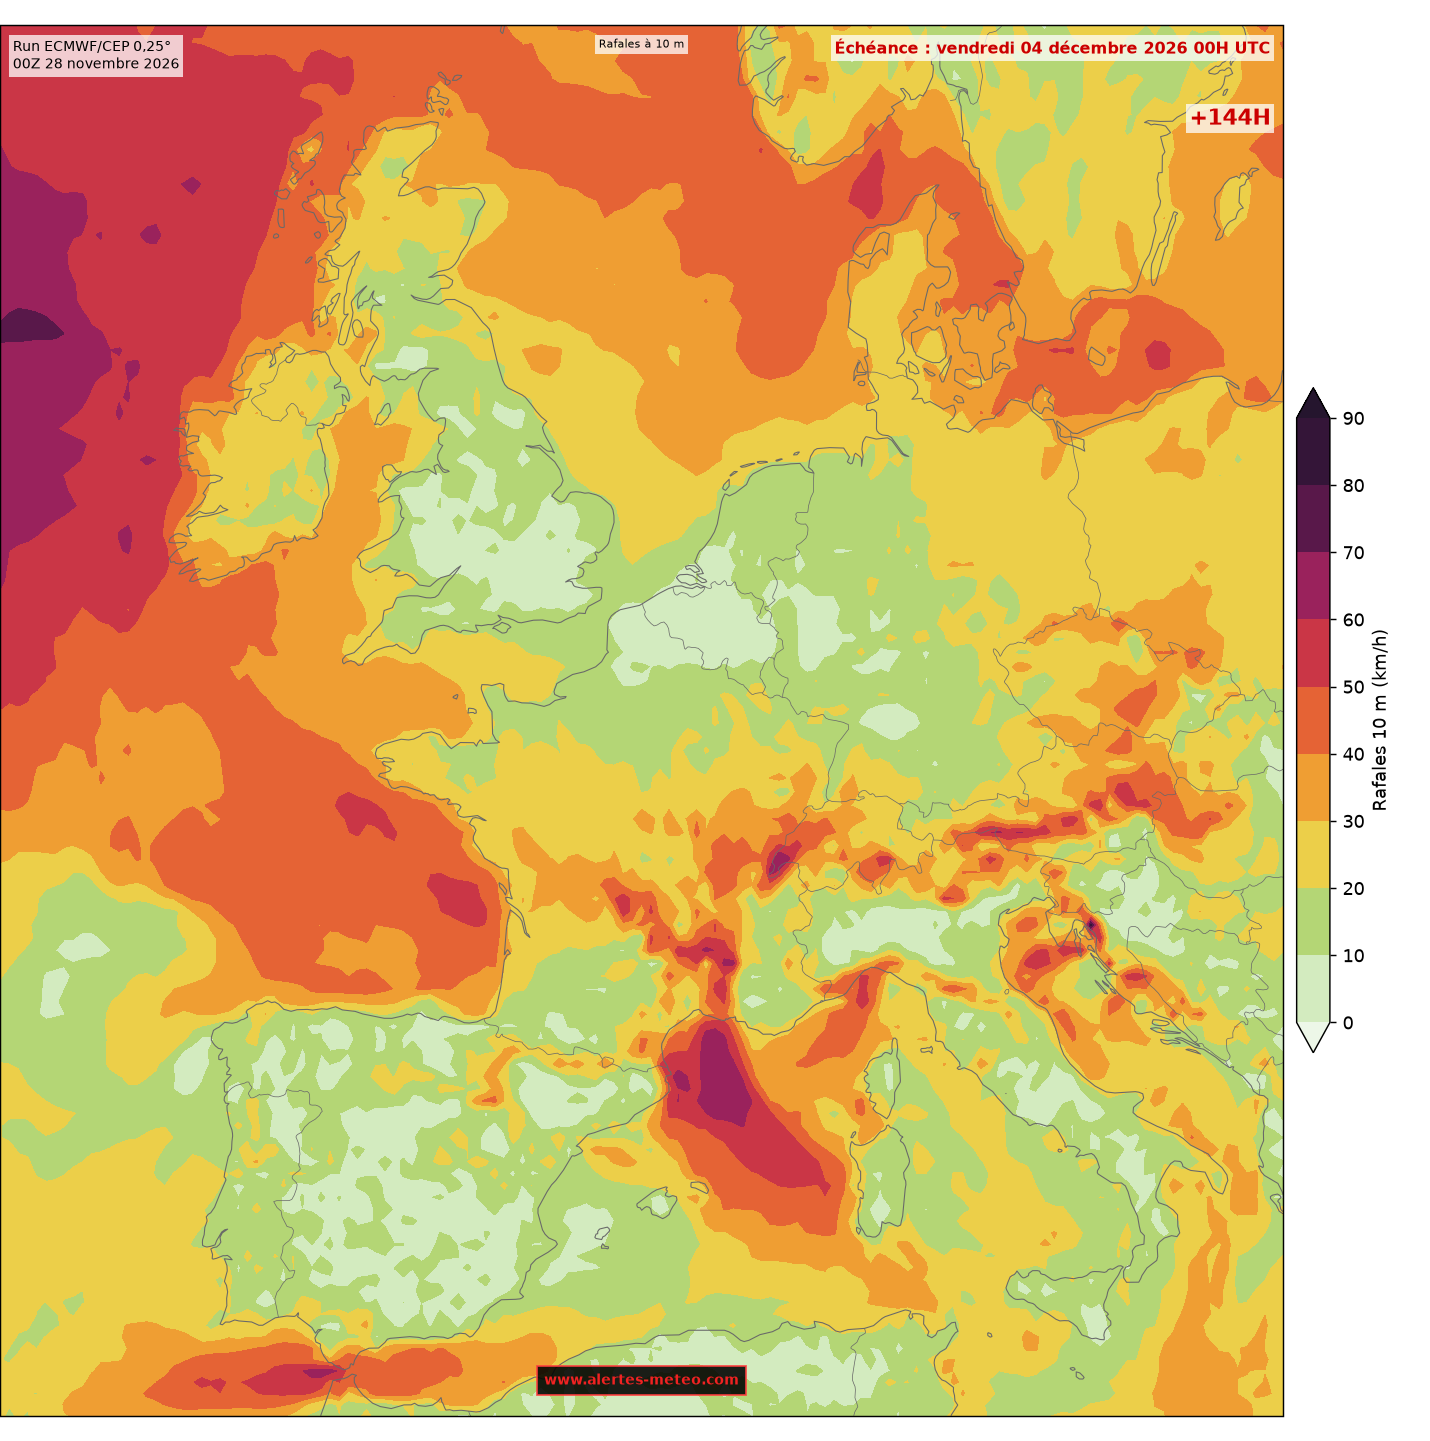 Run ECMWF/CEP 0,25°
00Z 28 novembre 2026
Rafales à 10 m
Échéance : vendredi 04 décembre 2026 00H UTC
+144H
90
80
70
60
50
40
30
20
10
0
Rafales 10 m (km/h)
www.alertes-meteo.com